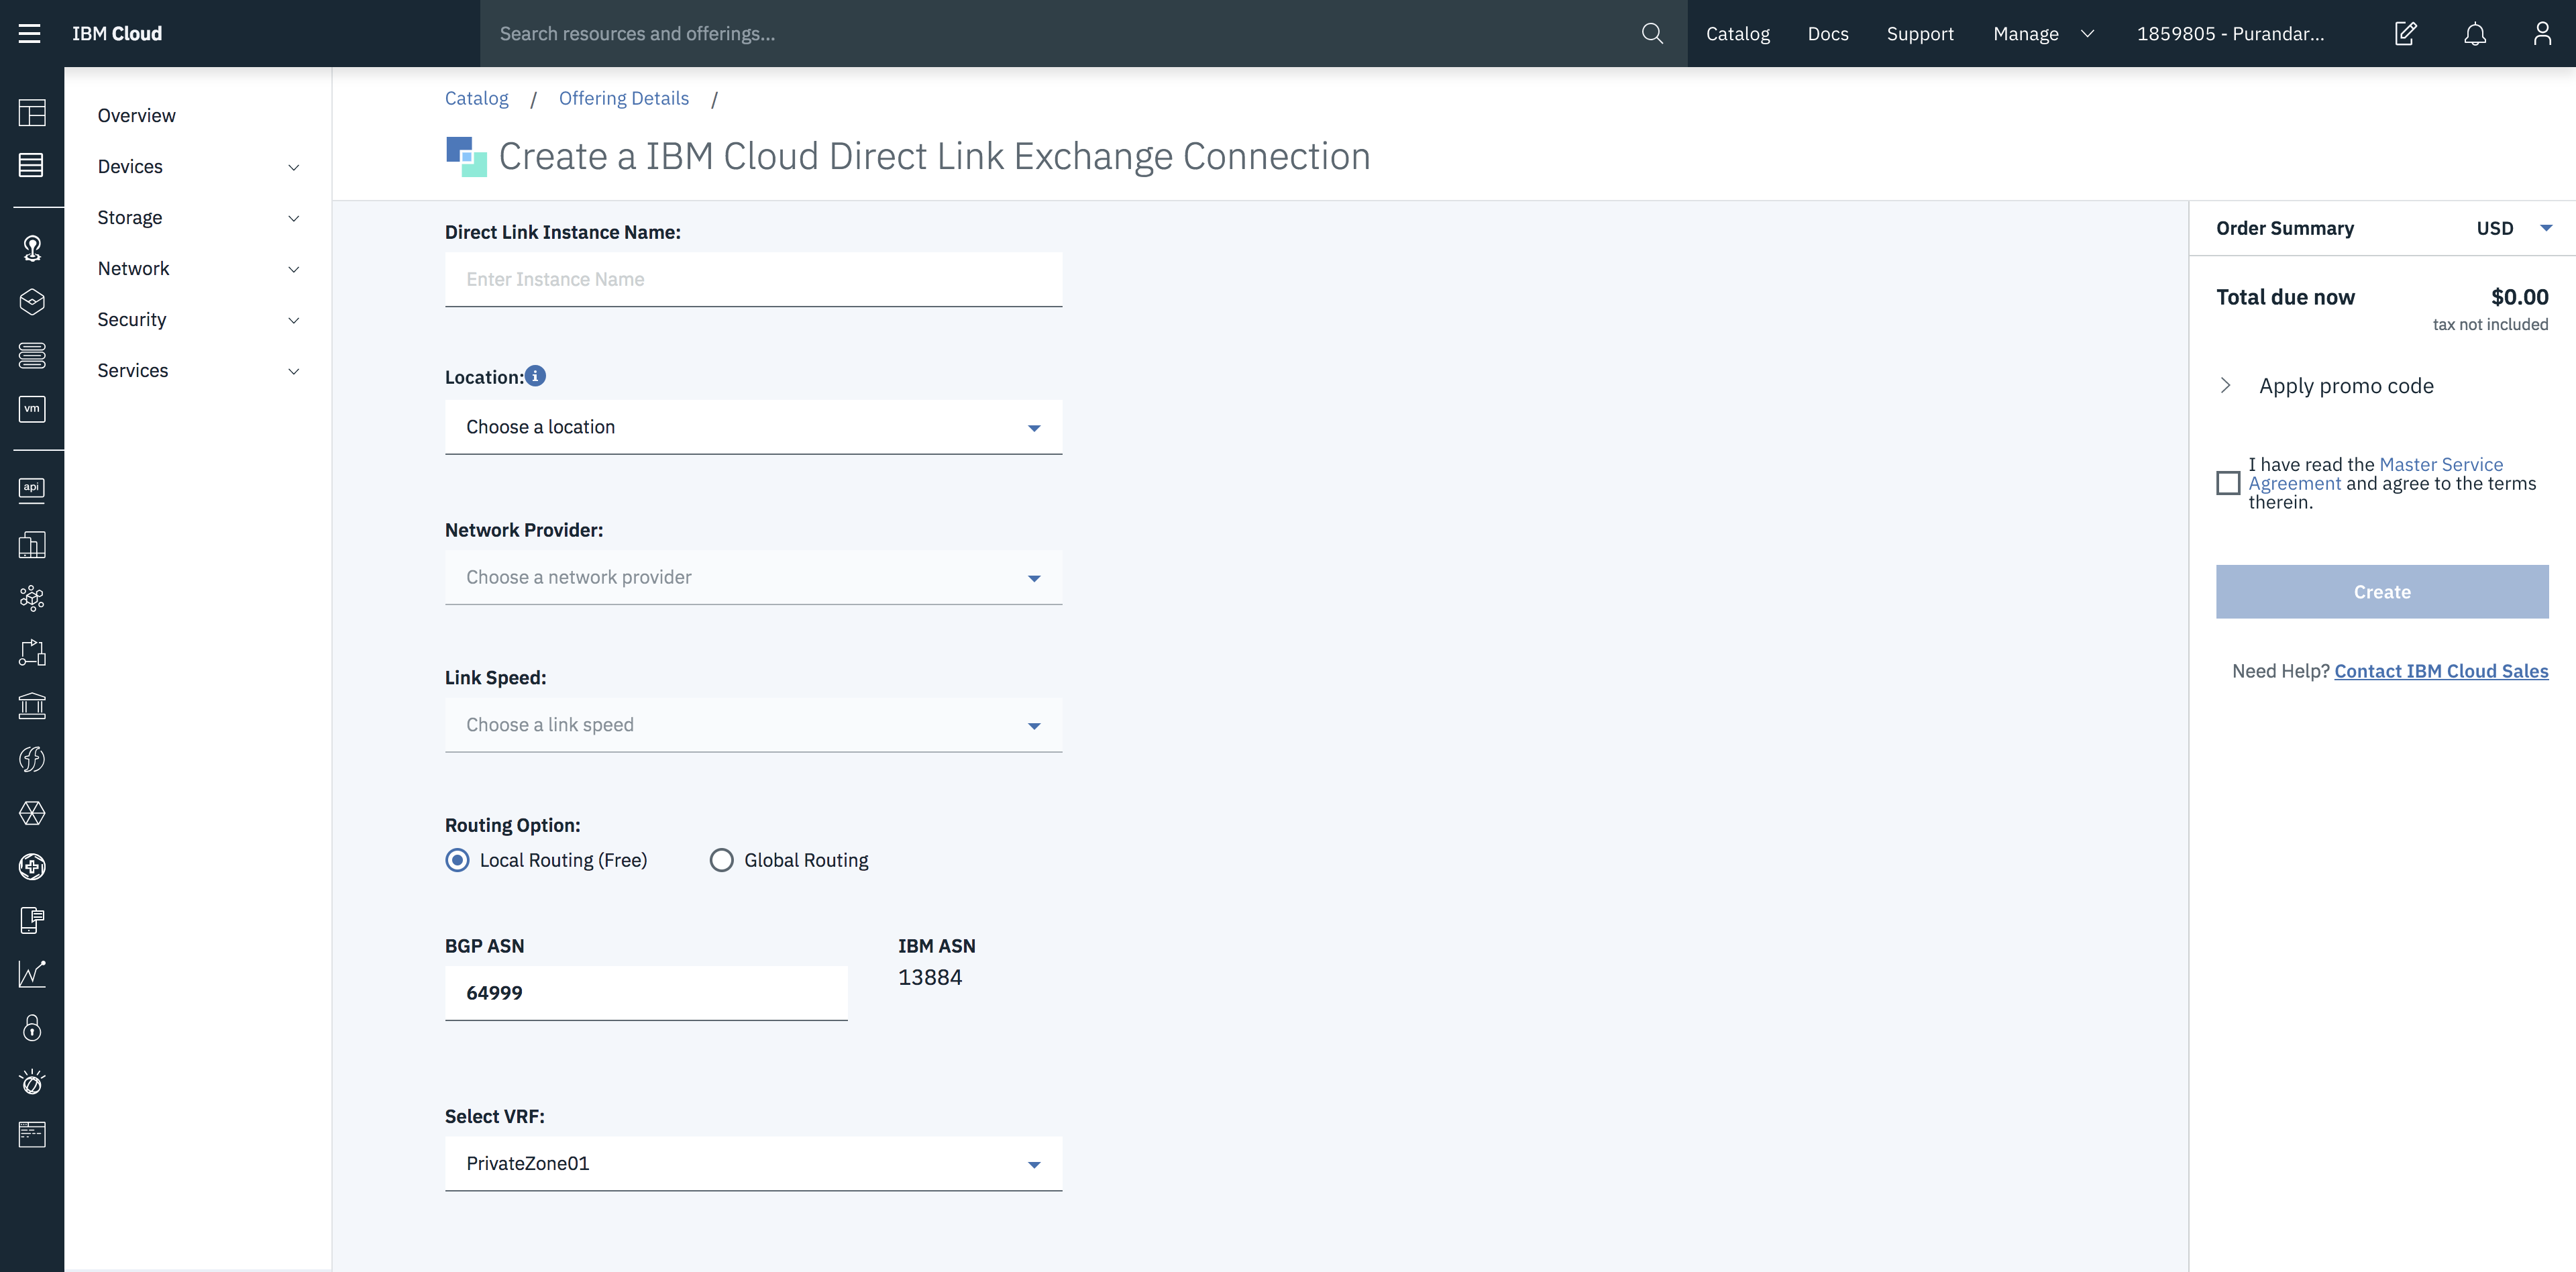 IBM Cloud
Search resources and offerings...
Catalog
Docs
Support
Manage
1859805 - Purandar...
vm
api
Overview
Devices
Storage
Network
Security
Services
Catalog / Offering Details /
Create a IBM Cloud Direct Link Exchange Connection
Direct Link Instance Name:
Enter Instance Name
Location:
Choose a location
Network Provider:
Choose a network provider
Link Speed:
Choose a link speed
Routing Option:
Local Routing (Free)
Global Routing
BGP ASN
64999
IBM ASN
13884
Select VRF:
PrivateZone01
Order Summary
USD
Total due now
$0.00
tax not included
Apply promo code
I have read the Master Service
Agreement and agree to the terms
therein.
Create
Need Help? Contact IBM Cloud Sales